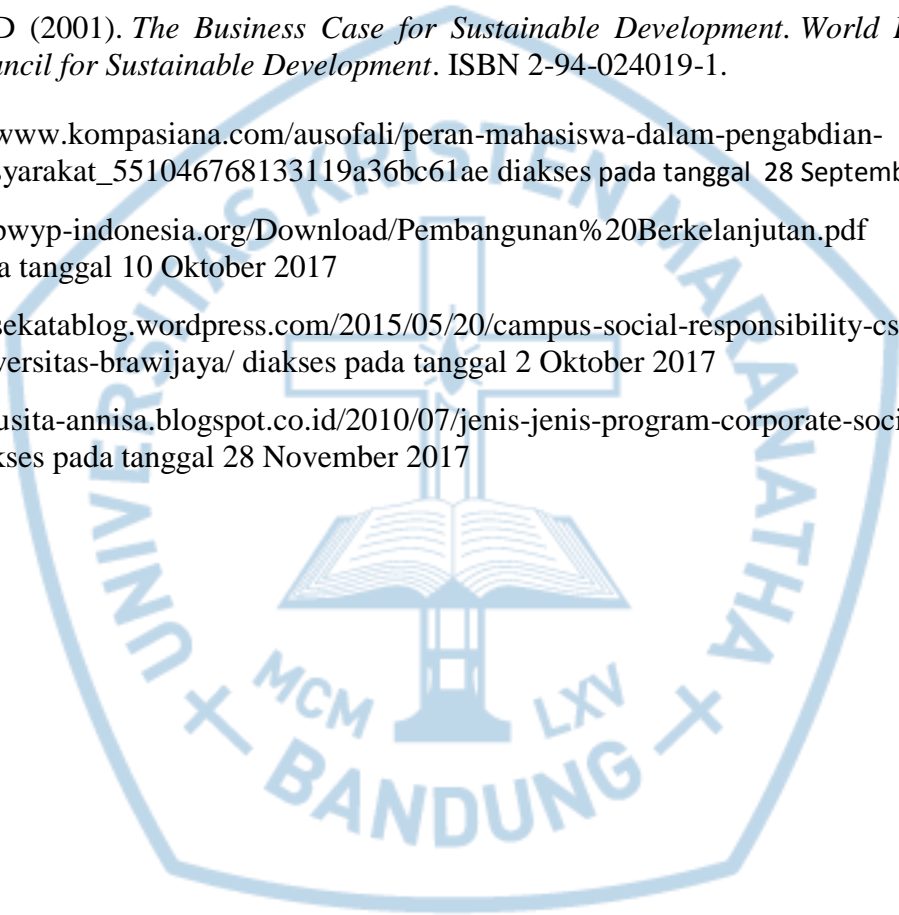 D (2001). The Business Case for Sustainable Development. World
ncil for Sustainable Development. ISBN 2-94-024019-1.
www.kompasiana.com/ausofali/peran-mahasiswa-dalam-pengabdian-
syarakat_551046768133119a36bc61ae diakses pada tanggal 28 Septemb
pwyp-indonesia.org/Download/Pembangunan%20Berkelanjutan.pdf
a tanggal 10 Oktober 2017
sekatablog.wordpress.com/2015/05/20/campus-social-responsibility-cs
versitas-brawijaya/ diakses pada tanggal 2 Oktober 2017
usita-annisa.blogspot.co.id/2010/07/jenis-jenis-program-corporate-soci
kses pada tanggal 28 November 2017
UNIVERSITAS KRISTEN MARANATHA
MCM LXV
BANDUNG